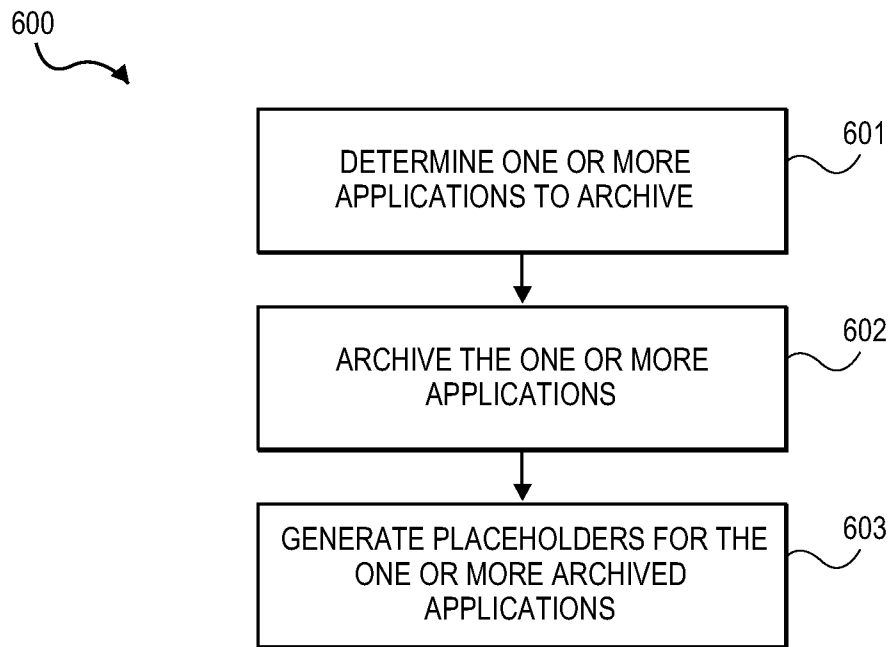 600
DETERMINE ONE OR MORE
APPLICATIONS TO ARCHIVE
601
ARCHIVE THE ONE OR MORE
APPLICATIONS
602
GENERATE PLACEHOLDERS FOR THE
ONE OR MORE ARCHIVED
APPLICATIONS
603